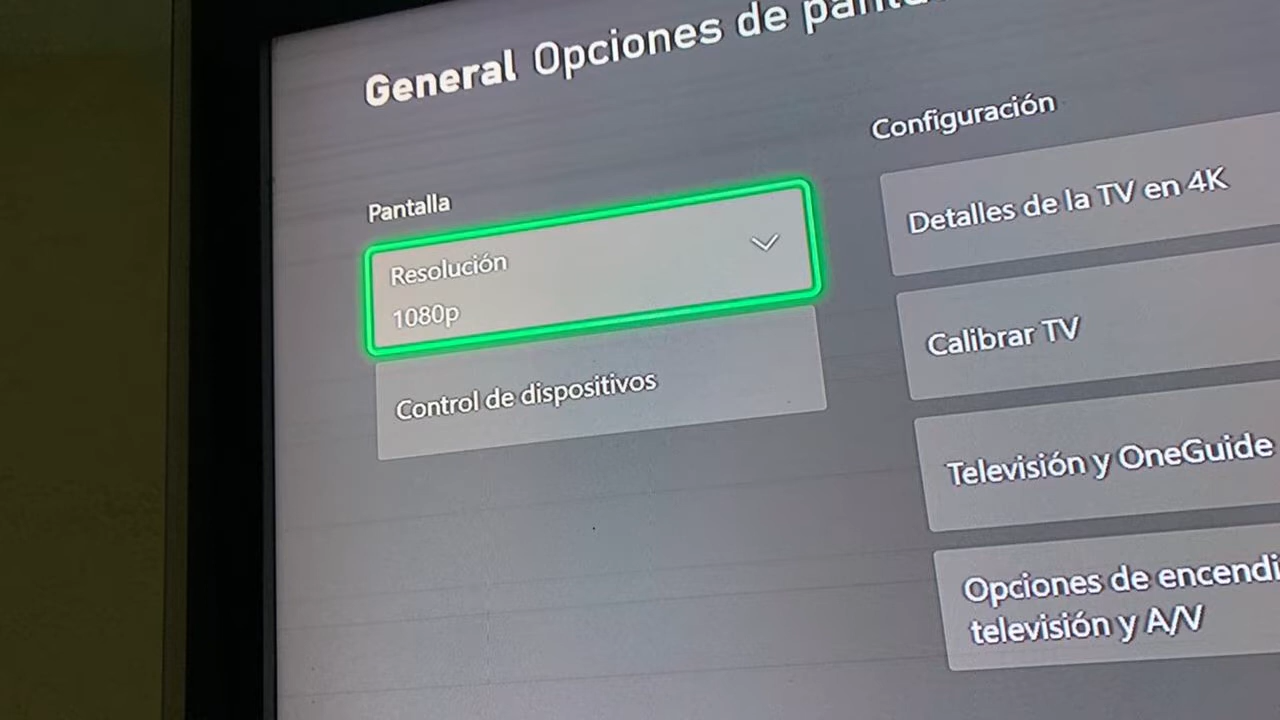 General Opciones de
Pantalla
Resolución
1080p
Control de dispositivos
Configuración
Detalles de la TV en 4K
Calibrar TV
Televisión y OneGuide
Opciones de
televisión y A/V